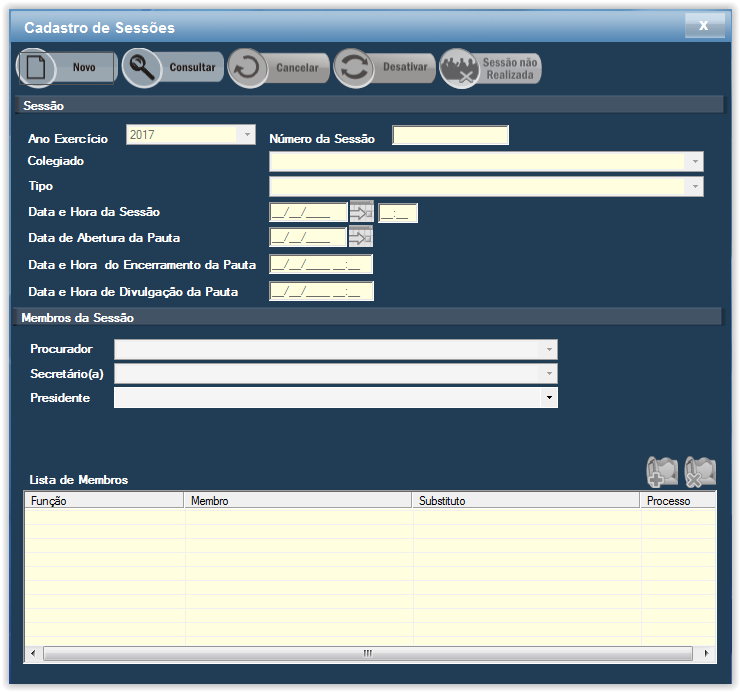 Cadastro de Sessões
X
Novo
Consultar
Cancelar
Desativar
Sessão não
Realizada
Sessão
Ano Exercício
2017
Número da Sessão
Colegiado
Tipo
Data e Hora da Sessão
__/__/____
__:__
Data de Abertura da Pauta
__/__/____
Data e Hora  do Encerramento da Pauta
__/__/____ __:__
Data e Hora de Divulgação da Pauta
__/__/____ __:__
Membros da Sessão
Procurador
Secretário(a)
Presidente
Lista de Membros
Função
Membro
Substituto
Processo